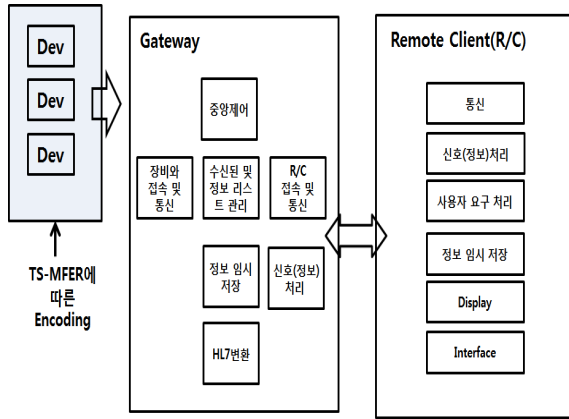 Dev
Dev
Dev
TS-MFER에
따른
Encoding
Gateway
중앙제어
장비와
접속 및
통신
수신된 및
정보 리스
트 관리
R/C
접속 및
통신
정보 임시
저장
신호(정보)
처리
HL7변환
Remote Client(R/C)
통신
신호(정보)처리
사용자 요구 처리
정보 임시 저장
Display
Interface